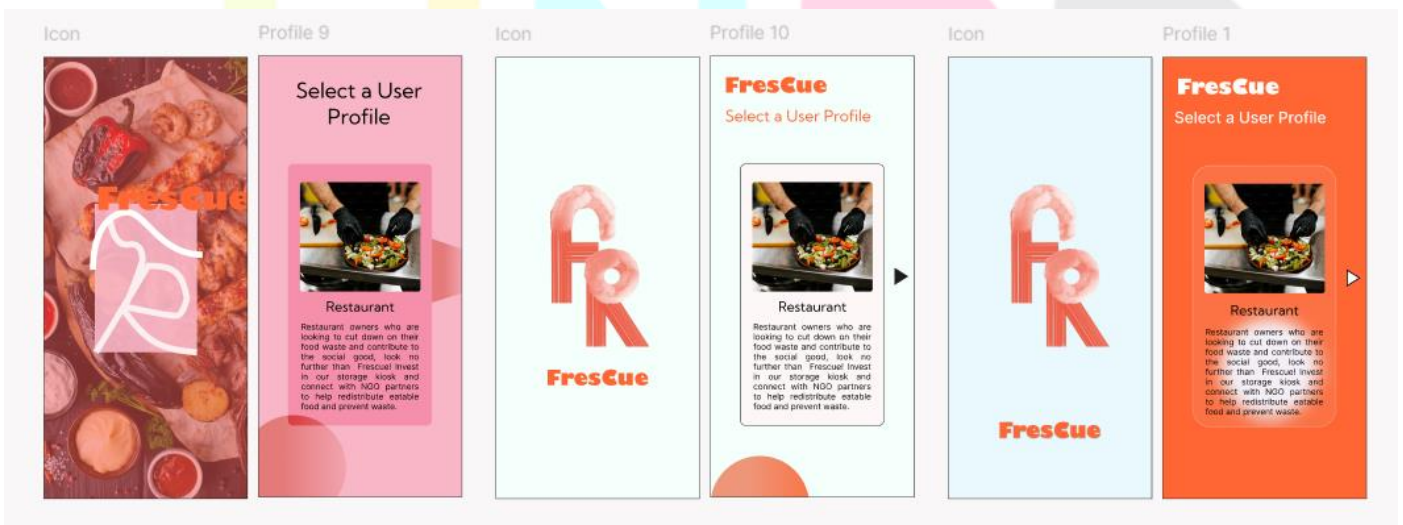 Icon
Profile 9
Icon
Profile 10
Icon
Profile 1
FresCue
Select a User
Profile
Restaurant
Restaurant owners who are
looking to cut down on their
food waste and contribute to
the social good, look no
further than Frescue! Invest
in our storage kiosk and
connect with NGO partners
to help redistribute eatable
food and prevent waste.
FR
FresCue
FresCue
Select a User Profile
Restaurant
Restaurant owners who are
looking to cut down on their
food waste and contribute to
the social good, look no
further than Frescue! Invest
in our storage kiosk and
connect with NGO partners
to help redistribute eatable
food and prevent waste.
FR
FresCue
FresCue
Select a User Profile
Restaurant
Restaurant owners who are
looking to cut down on their
food waste and contribute to
the social good, look no
further than Frescue! Invest
in our storage kiosk and
connect with NGO partners
to help redistribute eatable
food and prevent waste.